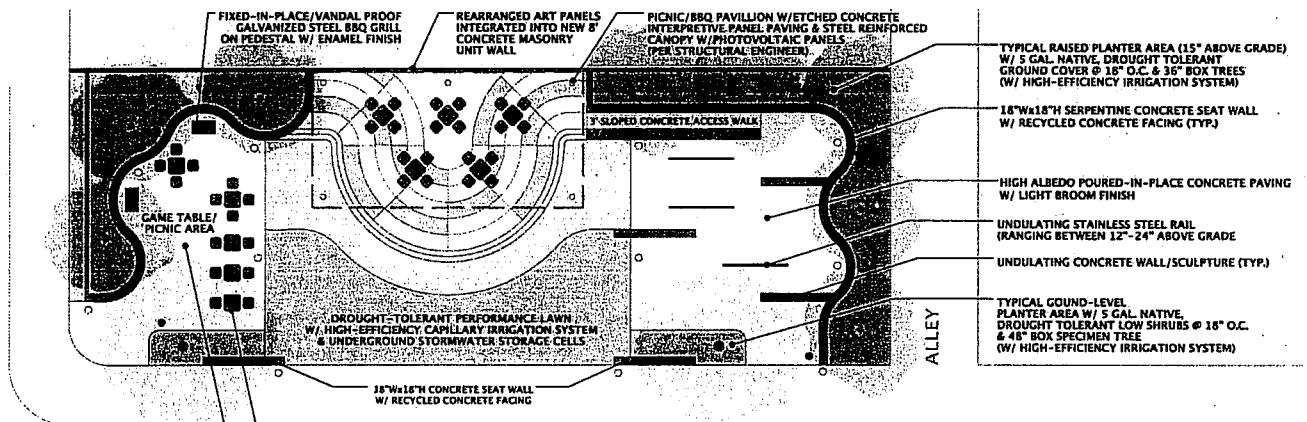 FIXED-IN-PLACE/VANDAL PROOF
GALVANIZED STEEL BBQ GRILL
ON PEDESTAL W/ ENAMEL FINISH
REARRANGED ART PANELS
INTEGRATED INTO NEW 8'
CONCRETE MASONRY
UNIT WALL
PICNIC/BBQ PAVILLION W/ETCHED CONCRETE
INTERPRETIVE PANEL PAVING & STEEL REINFORCED
CANOPY W/PHOTOVOLTAIC PANELS
(PER STRUCTURAL ENGINEER)
TYPICAL RAISED PLANTER AREA (15" ABOVE GRADE)
W/ 5 GAL. NATIVE, DROUGHT TOLERANT
GROUND COVER @ 18" O.C. & 36" BOX TREES
(W/ HIGH-EFFICIENCY IRRIGATION SYSTEM)
18"Wx18"H SERPENTINE CONCRETE SEAT WALL
W/ RECYCLED CONCRETE FACING (TYP.)
3' SLOPED CONCRETE ACCESS WALK
HIGH ALBEDO POURED-IN-PLACE CONCRETE PAVING
W/ LIGHT BROOM FINISH
GAME TABLE/
PICNIC AREA
UNDULATING STAINLESS STEEL RAIL
(RANGING BETWEEN 12"-24" ABOVE GRADE
UNDULATING CONCRETE WALL/SCULPTURE (TYP.)
TYPICAL GOUND-LEVEL
PLANTER AREA W/ 5 GAL. NATIVE,
DROUGHT TOLERANT LOW SHRUBS @ 18" O.C.
& 48" BOX SPECIMEN TREE
(W/ HIGH-EFFICIENCY IRRIGATION SYSTEM)
DROUGHT-TOLERANT PERFORMANCE LAWN
W/ HIGH-EFFICIENCY CAPILLARY IRRIGATION SYSTEM
& UNDERGROUND STORMWATER STORAGE CELLS
ALLEY
18"Wx18"H CONCRETE SEAT WALL
W/ RECYCLED CONCRETE FACING